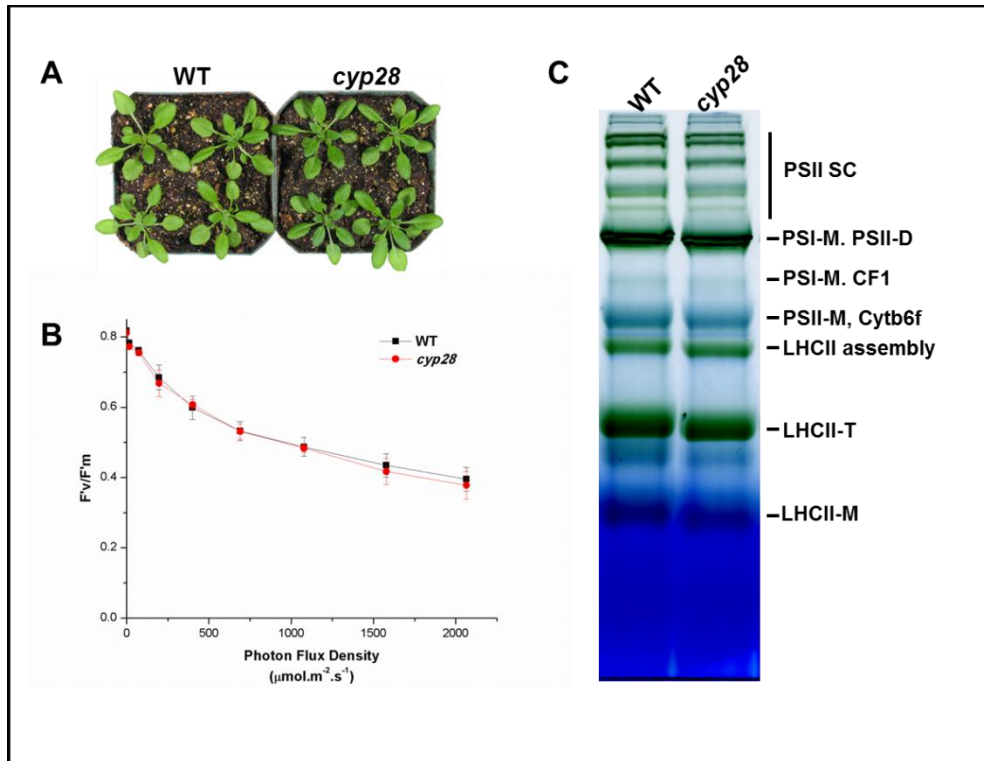 A
WT
cyp28
B
WT
cyp28
0.8
0.6
0.4
0.2
0.0
F'v/F'm
0
500
1000
1500
2000
Photon Flux Density
(μmol.m⁻².s⁻¹)
C
WT
cyp28
PSII SC
PSI-M. PSII-D
PSI-M. CF1
PSII-M, Cytb6f
LHCII assembly
LHCII-T
LHCII-M